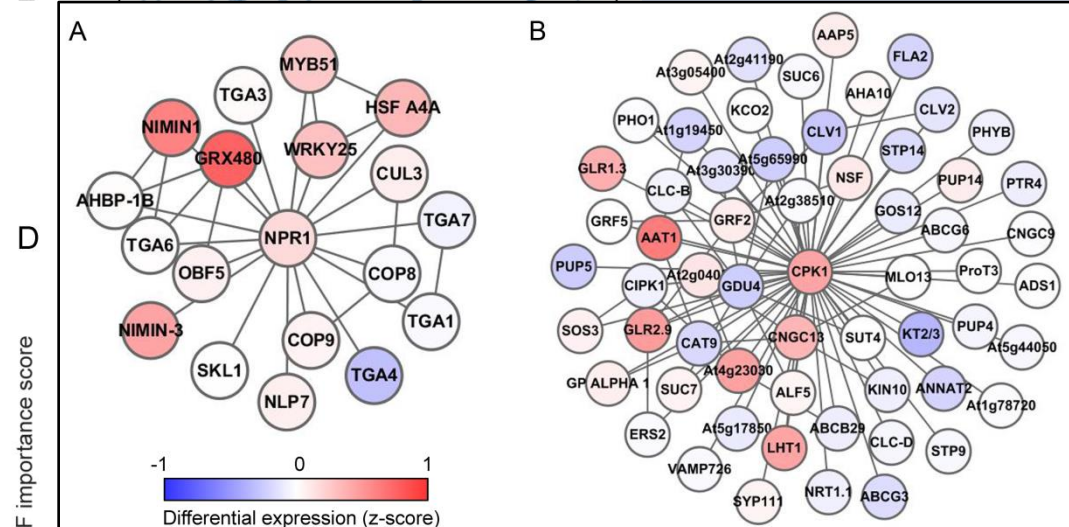 A
MYB51
TGA3
HSF A4A
NIMIN1
WRKY25
GRX480
CUL3
AHBP-1B
TGA7
TGA6
NPR1
OBF5
COP8
NIMIN-3
TGA1
COP9
SKL1
TGA4
NLP7
-1 0 1
Differential expression (z-score)
D
F importance score
B
AAP5
At2g41190
FLA2
At3g05400
SUC6
AHA10
KCO2
CLV2
PHO1
At1g19450
CLV1
PHYB
STP14
At5g65990
GLR1.3
At3g30390
NSF
PUP14
PTR4
CLC-B
At2g38510
GOS12
GRF5
GRF2
ABCG6
CNGC9
AAT1
PUP5
At2g040
CPK1
MLO13
ProT3
ADS1
CIPK1
GDU4
SOS3
GLR2.9
CAT9
CNGC13
SUT4
KT2/3
PUP4
At5g44050
GP ALPHA 1
At4g23030
SUC7
ALF5
KIN10
ANNAT2
At1g78720
ERS2
At5g17850
ABCB29
CLC-D
STP9
LHT1
VAMP726
SYP111
NRT1.1
ABCG3